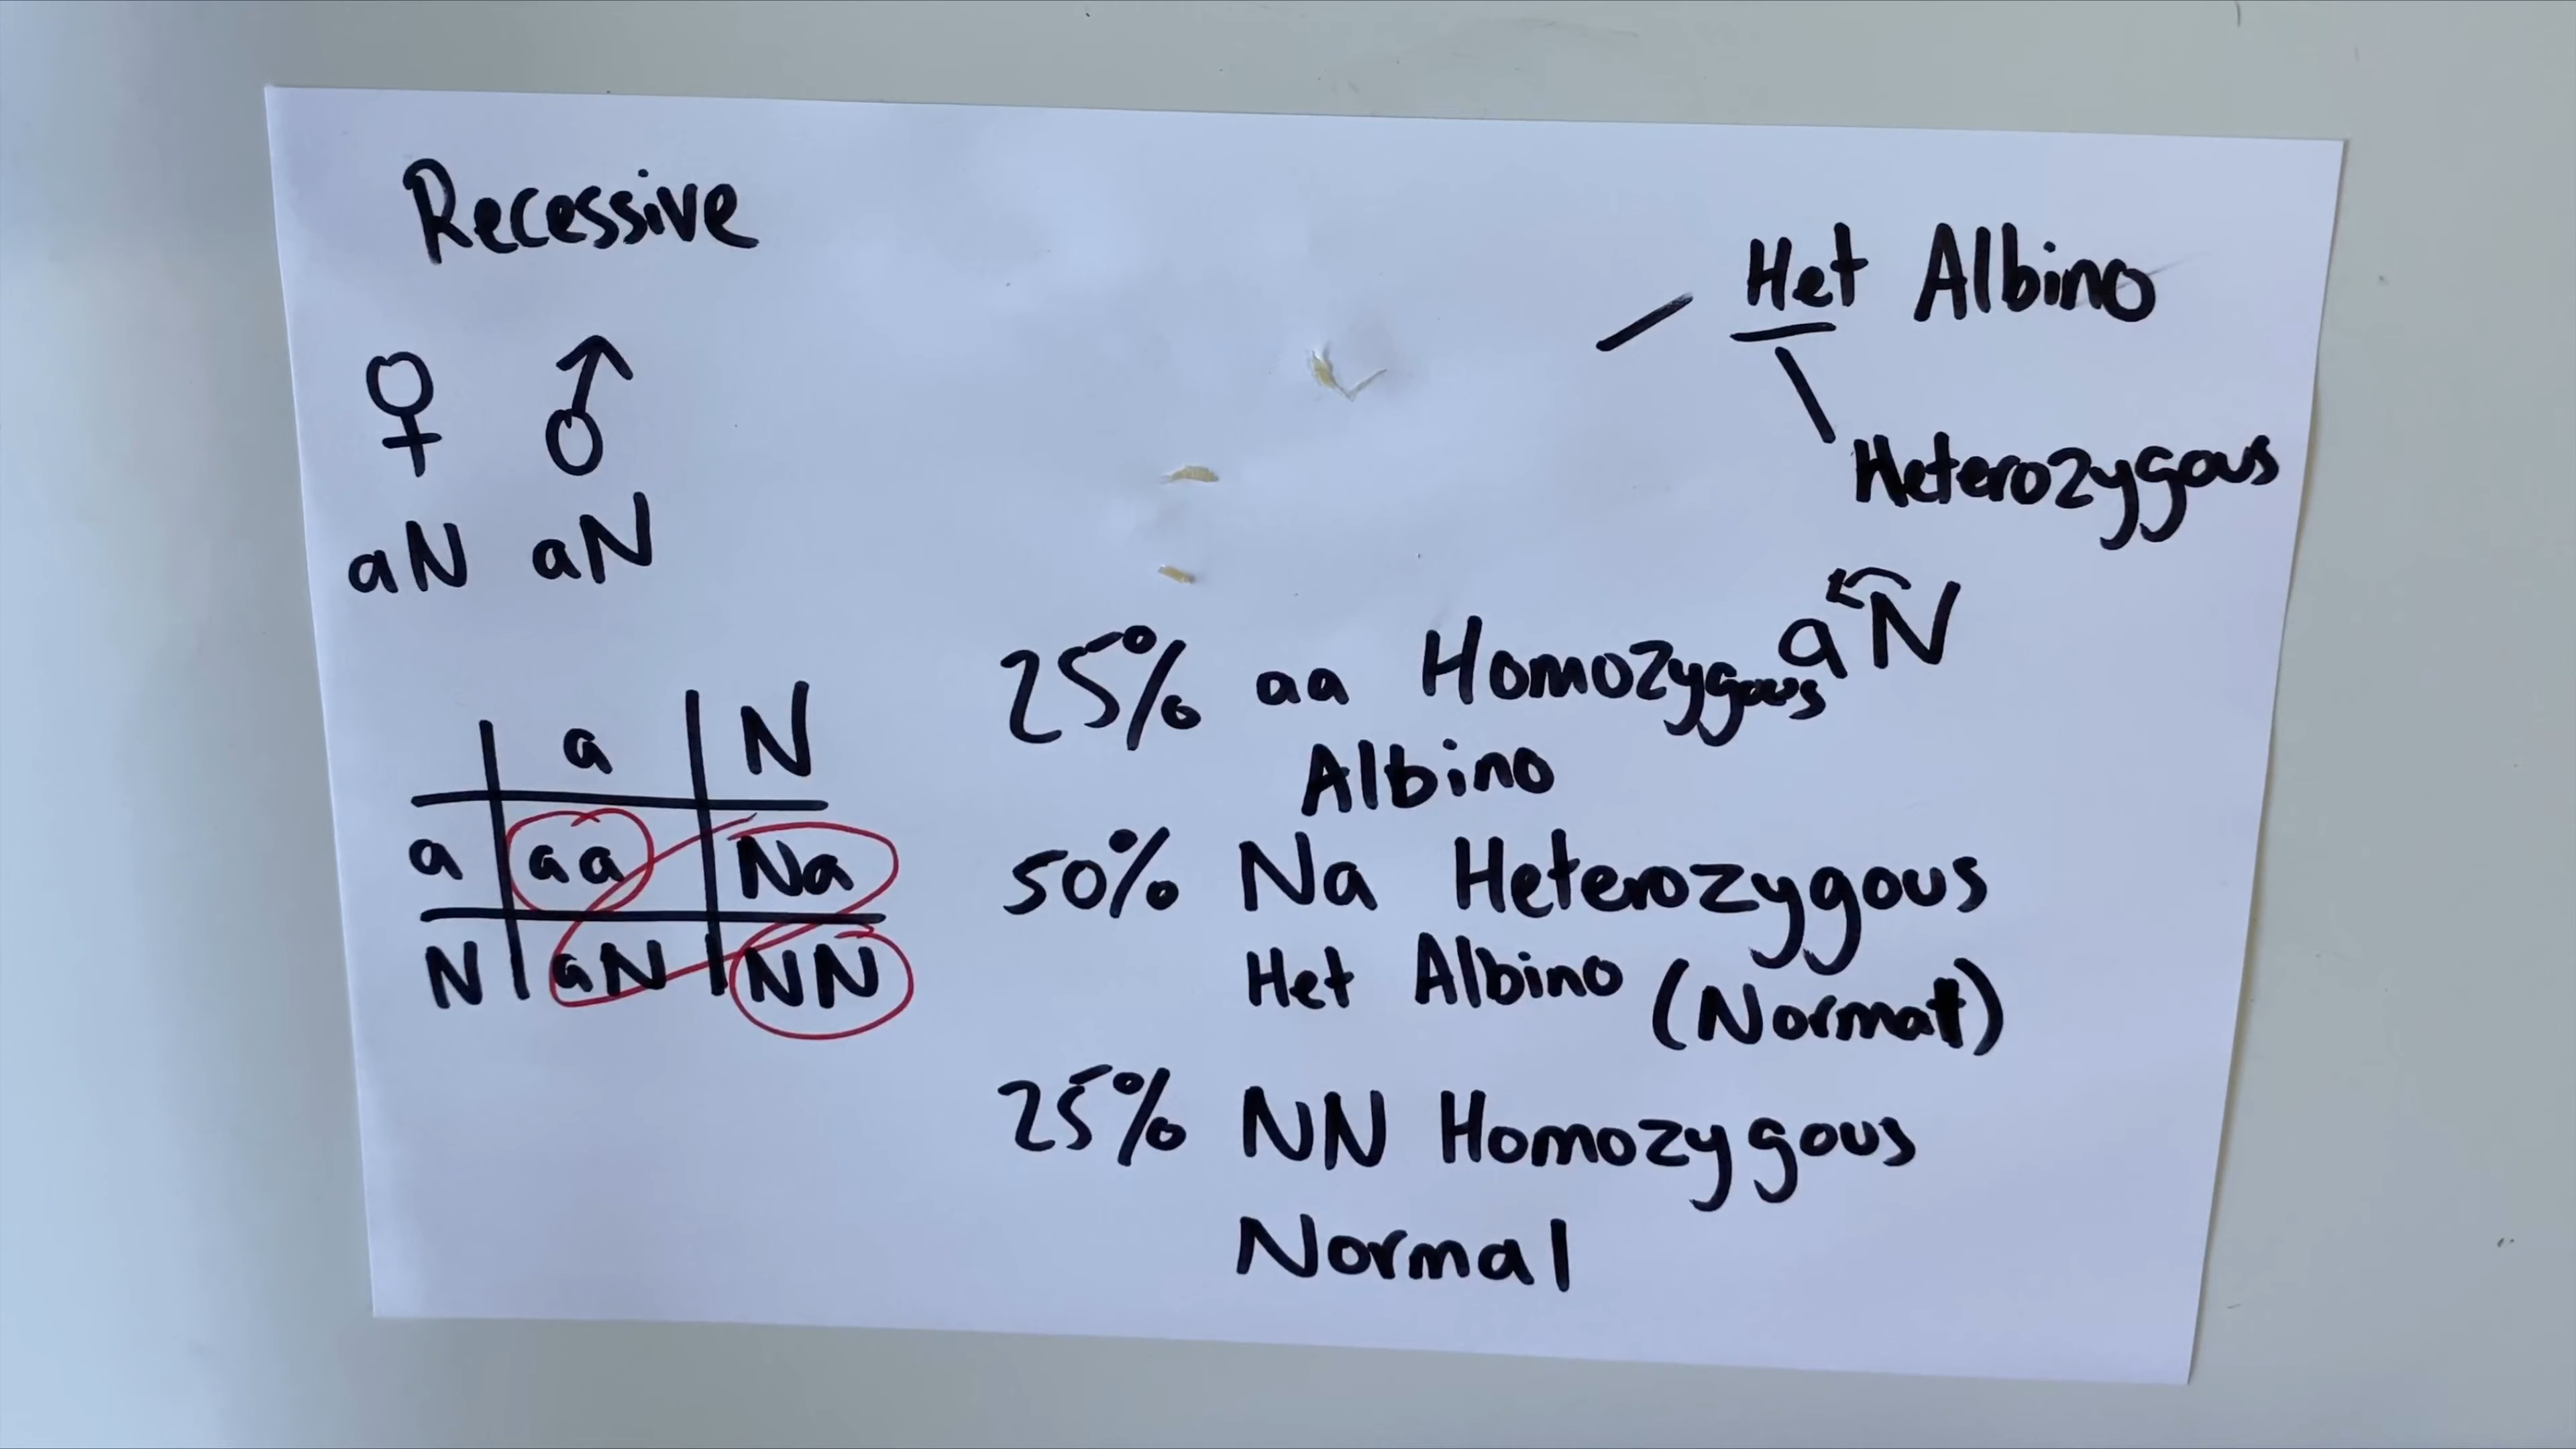 Recessive
♀ ♂
aN aN
a N
a aa Na
N aN NN
Het Albino
Heterozygous
aN
25% aa Homozygous
Albino
50% Na Heterozygous
Het Albino (Normal)
25% NN Homozygous
Normal